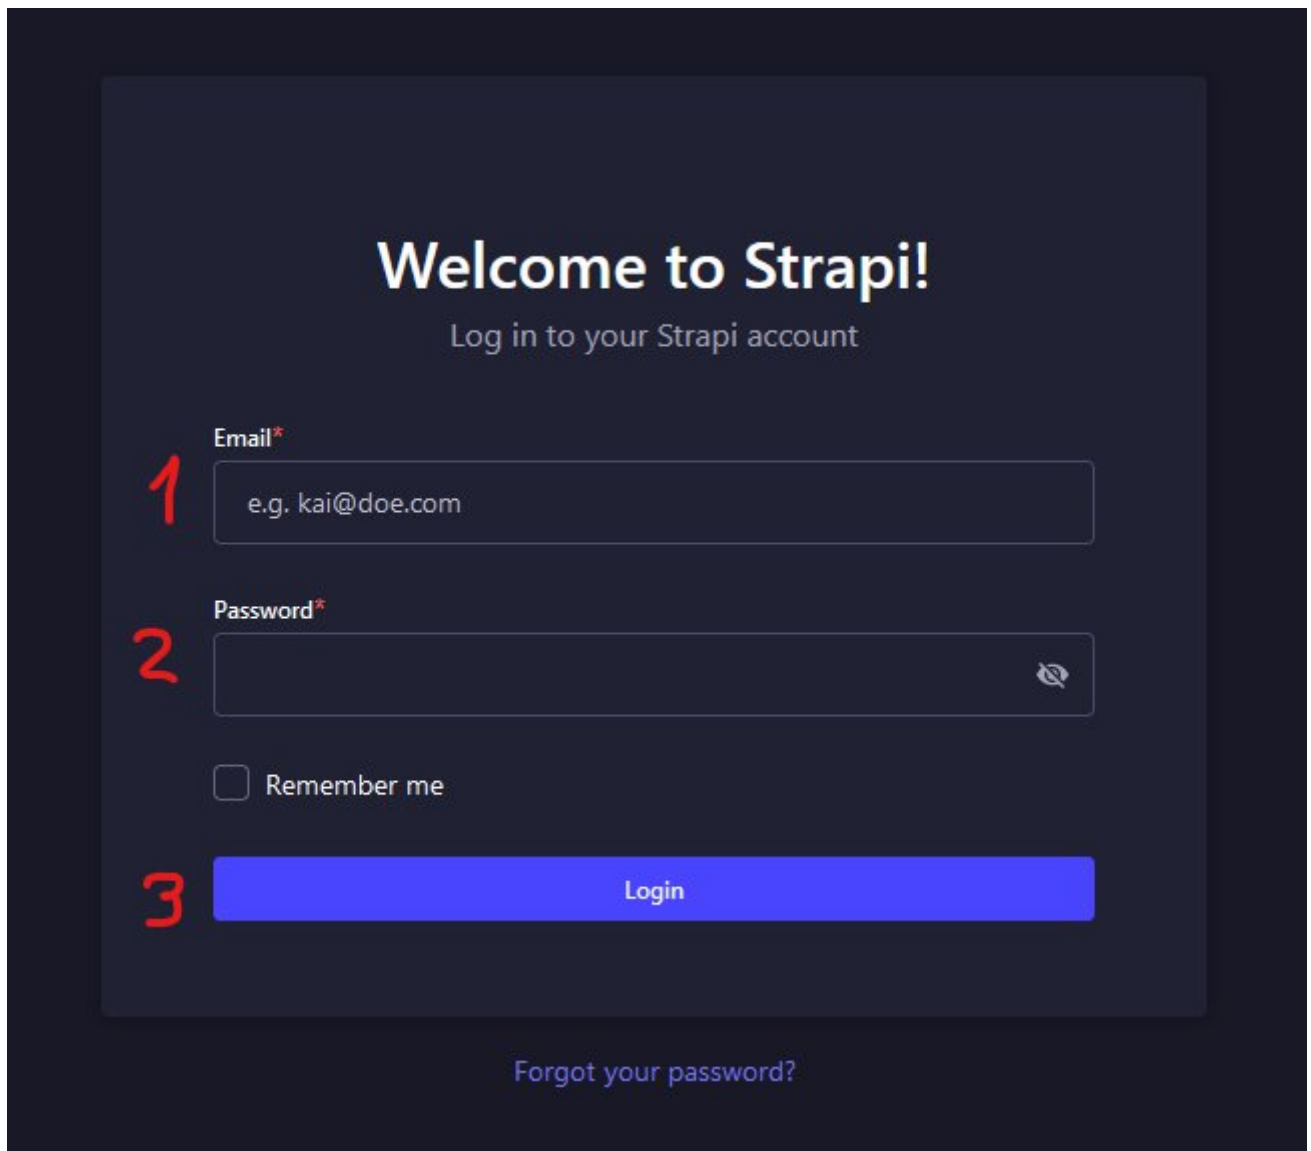 Welcome to Strapi!
Log in to your Strapi account
Email*
1
e.g. kai@doe.com
Password*
2
Remember me
3
Login
Forgot your password?